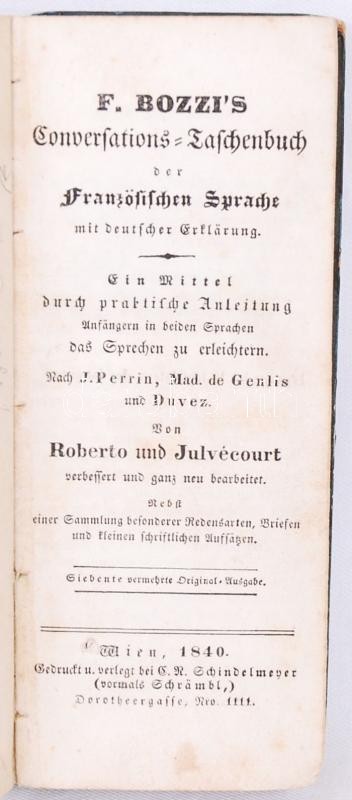 F. BOZZI'S
Conversations-Taschenbuch
der
Französischen Sprache
mit deutscher Erklärung.
Ein Mittel
durch praktische Anleitung
Anfängern in beiden Sprachen
das Sprechen zu erleichtern.
Nach J. Perrin, Mad. de Genlis
und Duvez.
Von
Roberto und Julvécourt
verbessert und ganz neu bearbeitet.
Nebst
einer Sammlung besonderer Redensarten, Briefen
und kleinen schriftlichen Aufsätzen.
Siebente vermehrte Original-Ausgabe.
Wien, 1840.
Gedruckt u. verlegt bei C. N. Schindelmeyer
(vormals Schrämbl,)
Dorotheergasse, Nro. 1111.